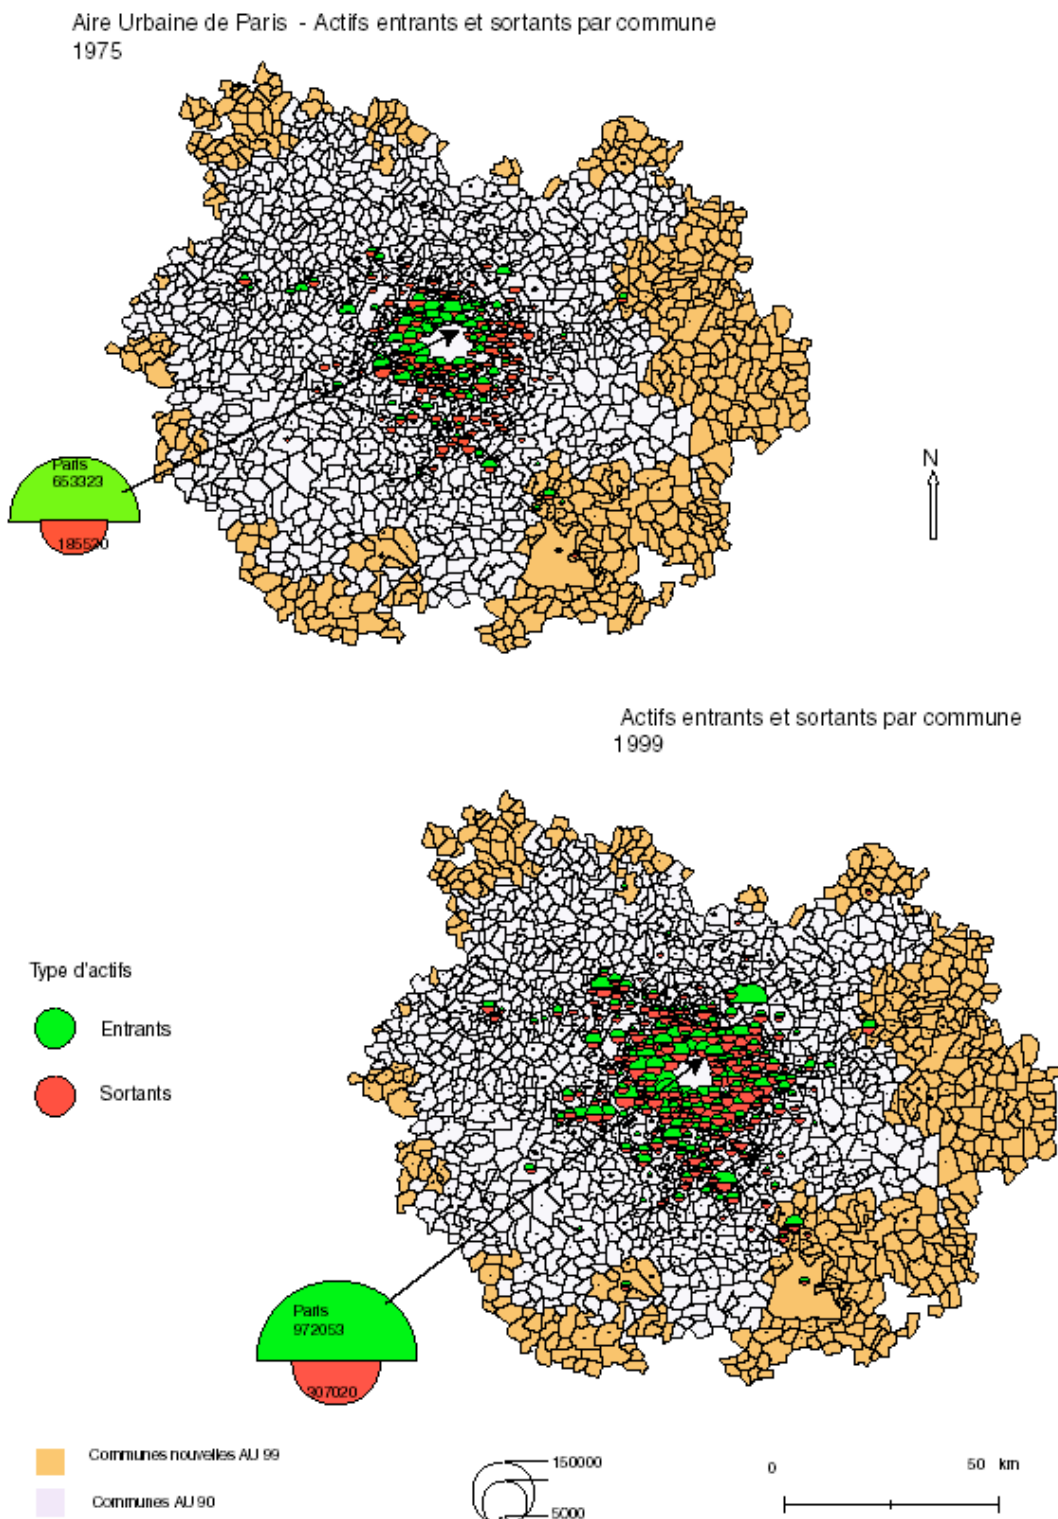 Aire Urbaine de Paris - Actifs entrants et sortants par commune
1975
Paris
653323
185530
N
Actifs entrants et sortants par commune
1999
Type d'actifs
Entrants
Sortants
Paris
972053
307020
Communes nouvelles AU 99
Communes AU 90
150000
5000
0 50 km